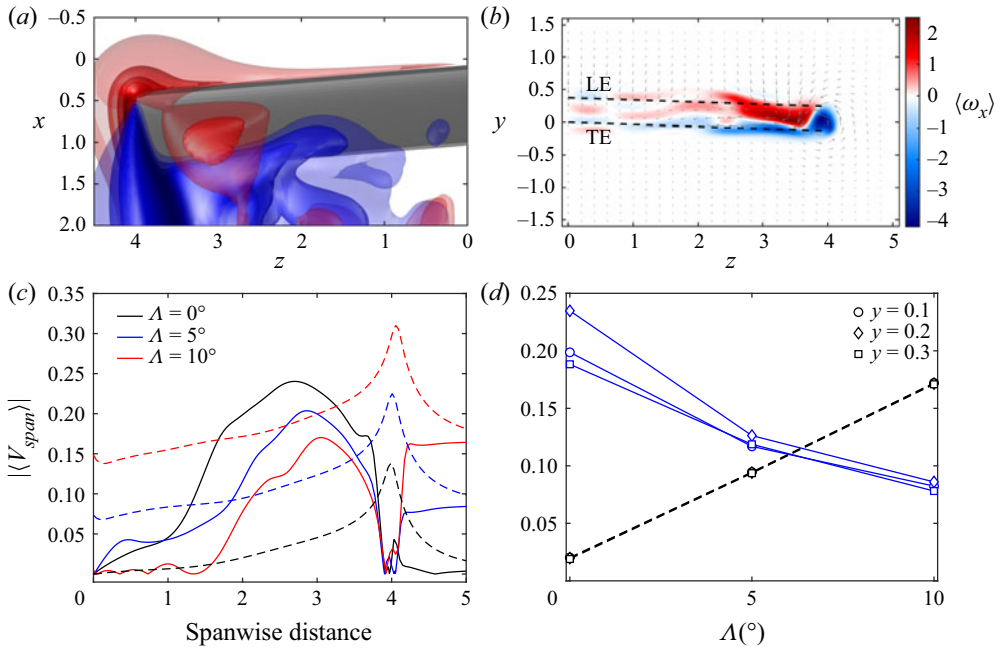 (a)
−0.5
0
0.5
1.0
1.5
2.0
x
4
3
2
1
0
z
(b)
1.5
1.0
0.5
0
−0.5
−1.0
−1.5
y
LE
TE
0
1
2
3
4
5
z
2
1
0
−1
−2
−3
−4
⟨ω_x⟩
(c)
0.35
0.30
0.25
0.20
0.15
0.10
0.05
|⟨V_span⟩|
Λ = 0°
Λ = 5°
Λ = 10°
0
1
2
3
4
5
Spanwise distance
(d)
0.25
0.20
0.15
0.10
0.05
y = 0.1
y = 0.2
y = 0.3
0
5
10
Λ(°)